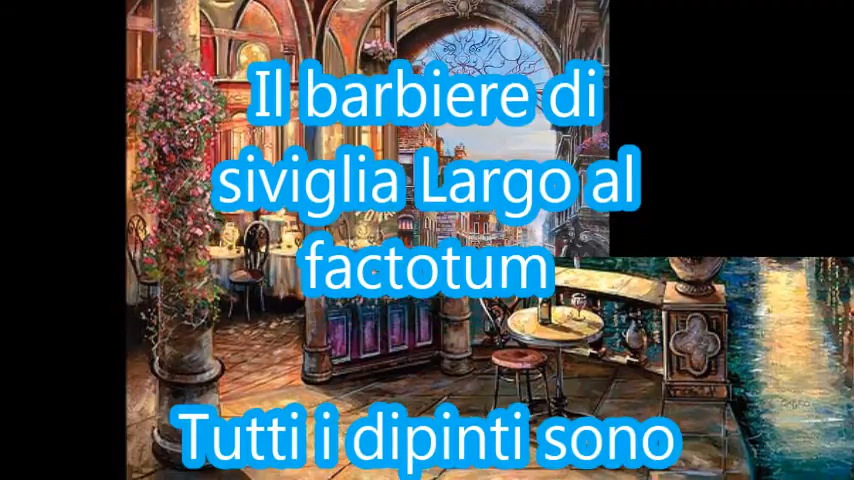 Il barbiere di
siviglia Largo al
factotum
Tutti i dipinti sono